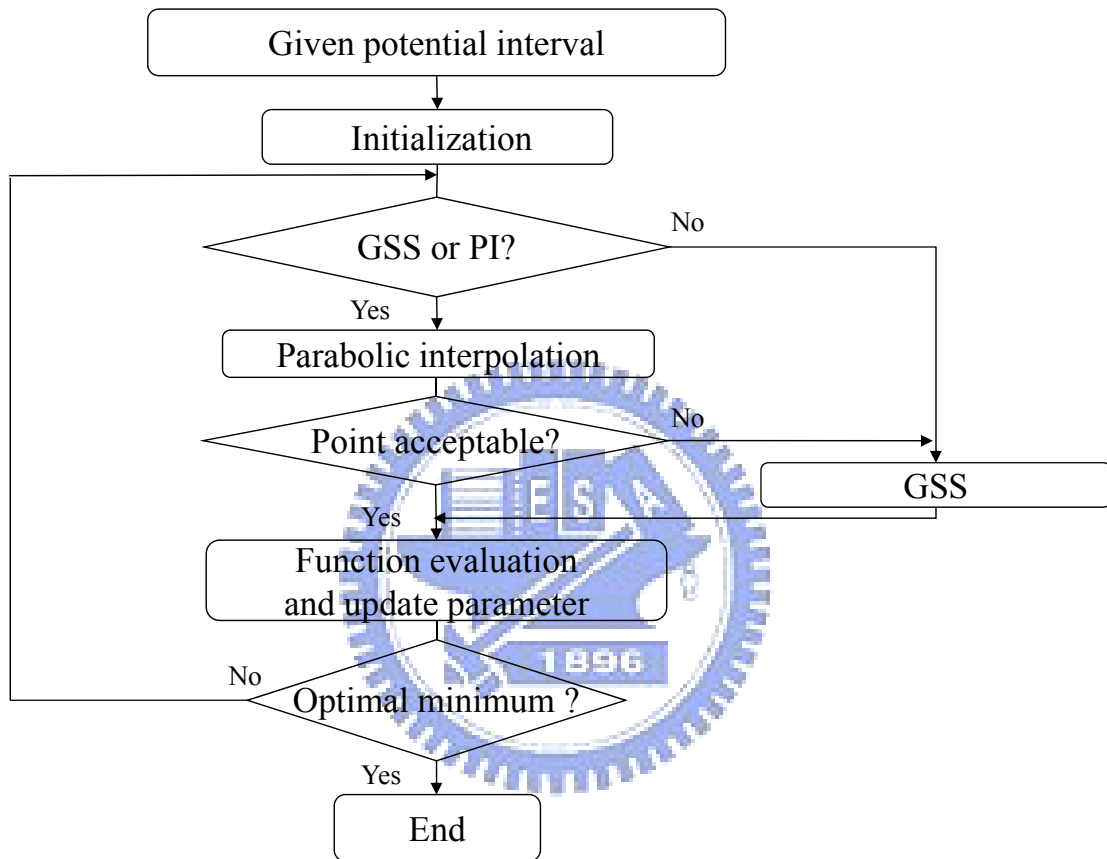 Given potential interval
Initialization
GSS or PI?
No
Yes
Parabolic interpolation
Point acceptable?
No
GSS
Yes
E S A
Function evaluation
and update parameter
1896
No
Optimal minimum ?
Yes
End